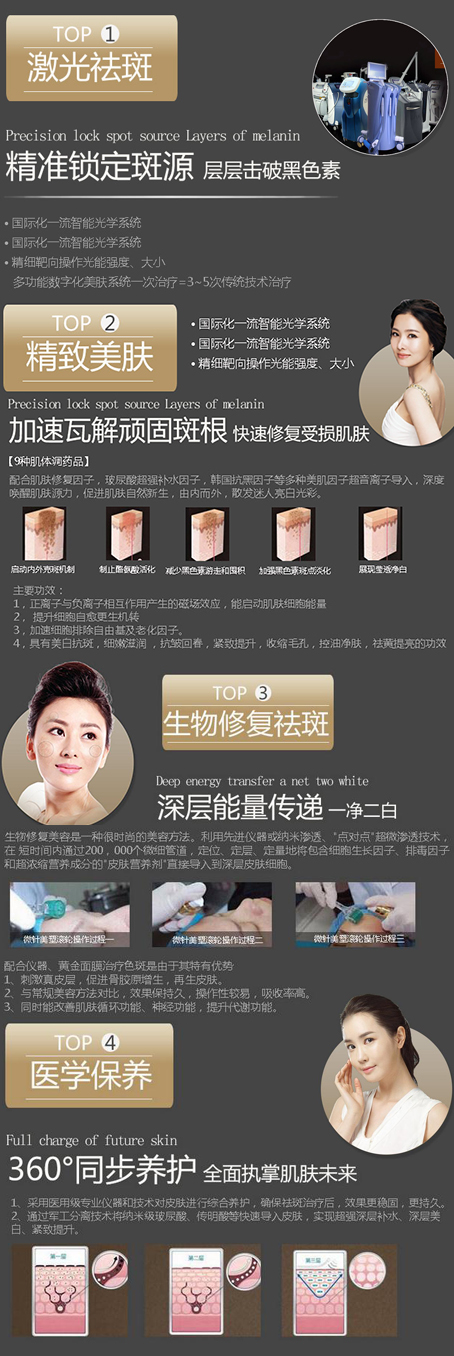 TOP 1
激光祛斑
Precision lock spot source Layers of melanin
精准锁定斑源 层层击破黑色素
• 国际化一流智能光学系统
• 国际化一流智能光学系统
• 精细靶向操作光能强度、大小
多功能数字化美肤系统一次治疗=3~5次传统技术治疗
TOP 2
精致美肤
• 国际化一流智能光学系统
• 国际化一流智能光学系统
• 精细靶向操作光能强度、大小
Precision lock spot source Layers of melanin
加速瓦解顽固斑根 快速修复受损肌肤
【9种肌体润药品】
配合肌肤修复因子，玻尿酸超强补水因子，韩国抗黑因子等多种美肌因子超音离子导入，深度
唤醒肌肤源力，促进肌肤自然新生，由内而外，散发迷人亮白光彩。
启动内外亮斑机制
制止酪氨酸活化
减少黑色素游走和囤积
加强黑色素斑点淡化
展现莹透净白
主要功效：
1，正离子与负离子相互作用产生的磁场效应，能启动肌肤细胞能量
2， 提升细胞自愈更生机转
3，加速细胞排除自由基及老化因子。
4，具有美白抗斑，细嫩滋润 ，抗皱回春，紧致提升，收缩毛孔，控油净肤，祛黄提亮的功效
TOP 3
生物修复祛斑
Deep energy transfer a net two white
深层能量传递 一净二白
生物修复美容是一种很时尚的美容方法。利用先进仪器或纳米渗透、"点对点"超微渗透技术，
在 短时间内通过200，000个微细管道，定位、定层、定量地将包含细胞生长因子、排毒因子
和超浓缩营养成分的"皮肤营养剂"直接导入到深层皮肤细胞。
微针美塑滚轮操作过程一
微针美塑滚轮操作过程二
微针美塑滚轮操作过程三
配合仪器、黄金面膜治疗色斑是由于其特有优势
1、刺激真皮层，促进骨胶原增生，再生皮肤。
2、与常规美容方法对比，效果保持久，操作性较易，吸收率高。
3、同时能改善肌肤循环功能、神经功能，提升代谢功能。
TOP 4
医学保养
Full charge of future skin
360°同步养护 全面执掌肌肤未来
1、采用医用级专业仪器和技术对皮肤进行综合养护，确保祛斑治疗后，效果更稳固，更持久。
2、通过军工分离技术将纳米级玻尿酸、传明酸等快速导入皮肤，实现超强深层补水、深层美
白、紧致提升。
第一层
第二层
第三层